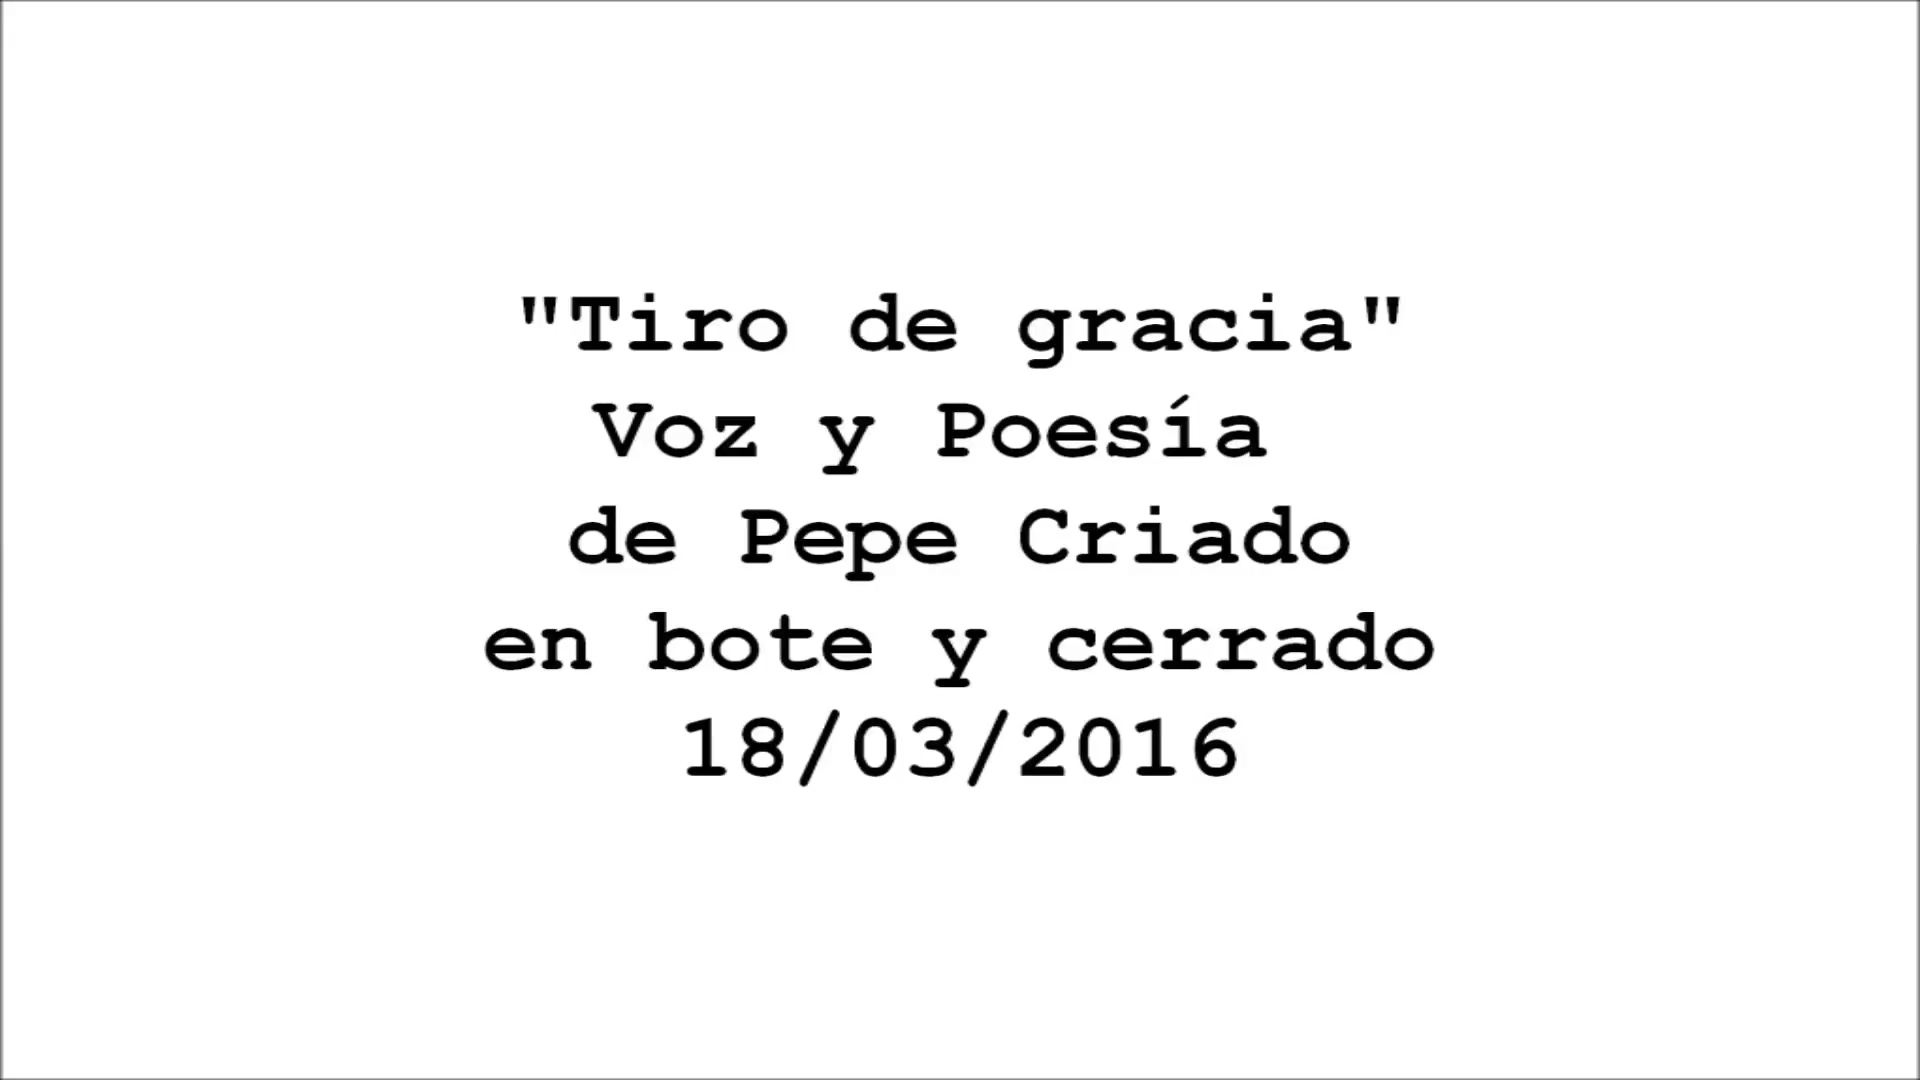 "Tiro de gracia"
Voz y Poesía
de Pepe Criado
en bote y cerrado
18/03/2016